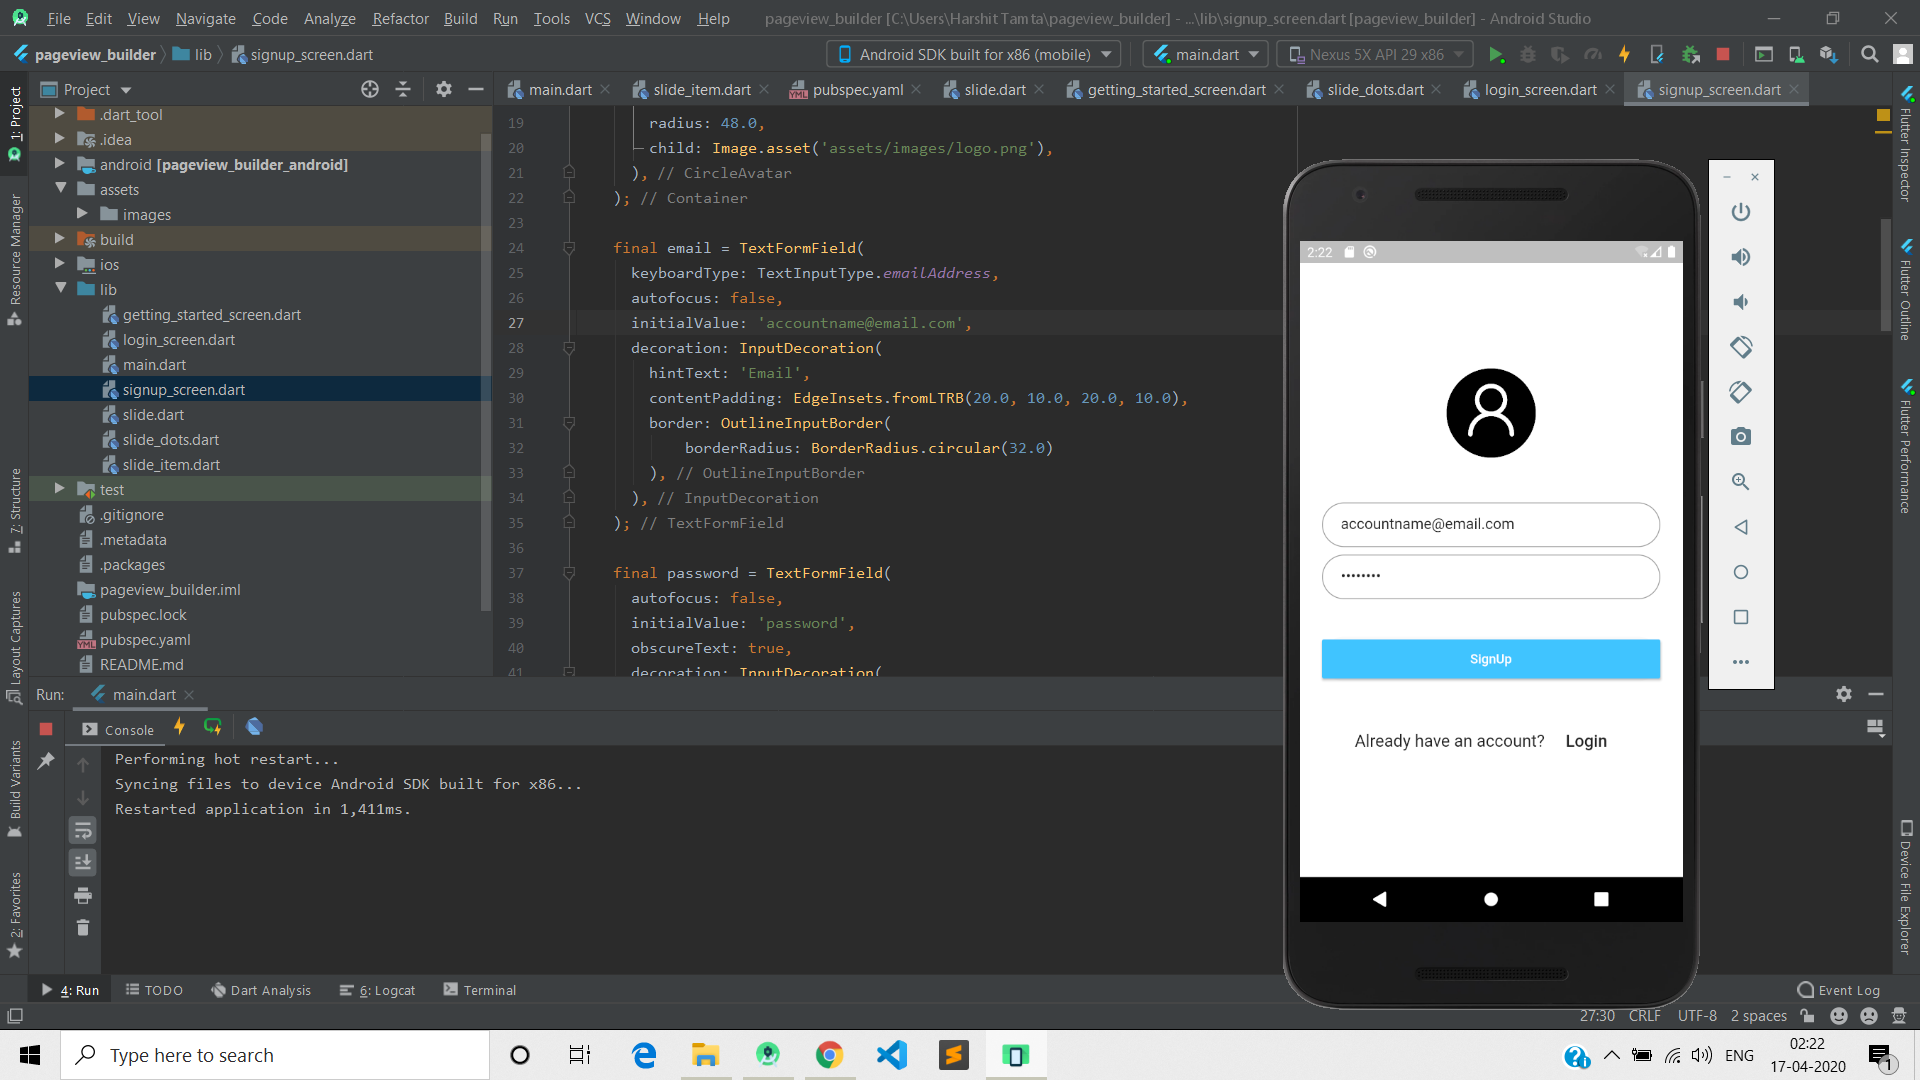 File Edit View Navigate Code Analyze Refactor Build Run Tools VCS Window Help pageview_builder [C:\Users\Harshit Tamta\pageview_builder] - ...\lib\signup_screen.dart [pageview_builder] - Android Studio
pageview_builder lib signup_screen.dart Android SDK built for x86 (mobile) main.dart Nexus 5X API 29 x86
Project main.dart slide_item.dart pubspec.yaml slide.dart getting_started_screen.dart slide_dots.dart login_screen.dart signup_screen.dart
1: Project
Resource Manager
7: Structure
Layout Captures
Build Variants
2: Favorites
.dart_tool
.idea
android [pageview_builder_android]
assets
images
build
ios
lib
getting_started_screen.dart
login_screen.dart
main.dart
signup_screen.dart
slide.dart
slide_dots.dart
slide_item.dart
test
.gitignore
.metadata
.packages
pageview_builder.iml
pubspec.lock
pubspec.yaml
README.md
19 radius: 48.0,
20 child: Image.asset('assets/images/logo.png'),
21 ), // CircleAvatar
22 ); // Container
23
24 final email = TextFormField(
25 keyboardType: TextInputType.emailAddress,
26 autofocus: false,
27 initialValue: 'accountname@email.com',
28 decoration: InputDecoration(
29 hintText: 'Email',
30 contentPadding: EdgeInsets.fromLTRB(20.0, 10.0, 20.0, 10.0),
31 border: OutlineInputBorder(
32 borderRadius: BorderRadius.circular(32.0)
33 ), // OutlineInputBorder
34 ), // InputDecoration
35 ); // TextFormField
36
37 final password = TextFormField(
38 autofocus: false,
39 initialValue: 'password',
40 obscureText: true,
41 decoration: InputDecoration(
2:22
accountname@email.com
••••••••
SignUp
Already have an account? Login
Flutter Inspector
Flutter Outline
Flutter Performance
Device File Explorer
Run: main.dart
Console
Performing hot restart...
Syncing files to device Android SDK built for x86...
Restarted application in 1,411ms.
4: Run TODO Dart Analysis 6: Logcat Terminal Event Log
27:30 CRLF UTF-8 2 spaces
Type here to search
ENG
02:22
17-04-2020
1